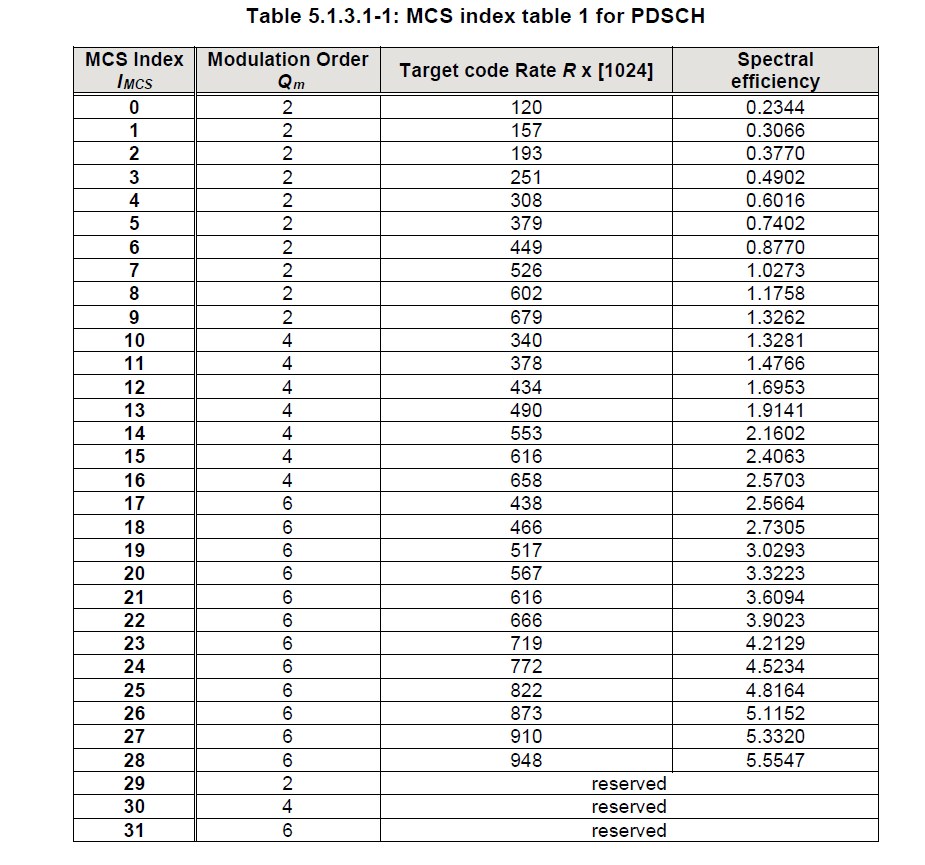 Table 5.1.3.1-1: MCS index table 1 for PDSCH
MCS Index I_MCS | Modulation Order Q_m | Target code Rate R x [1024] | Spectral efficiency
0 2 120 0.2344
1 2 157 0.3066
2 2 193 0.3770
3 2 251 0.4902
4 2 308 0.6016
5 2 379 0.7402
6 2 449 0.8770
7 2 526 1.0273
8 2 602 1.1758
9 2 679 1.3262
10 4 340 1.3281
11 4 378 1.4766
12 4 434 1.6953
13 4 490 1.9141
14 4 553 2.1602
15 4 616 2.4063
16 4 658 2.5703
17 6 438 2.5664
18 6 466 2.7305
19 6 517 3.0293
20 6 567 3.3223
21 6 616 3.6094
22 6 666 3.9023
23 6 719 4.2129
24 6 772 4.5234
25 6 822 4.8164
26 6 873 5.1152
27 6 910 5.3320
28 6 948 5.5547
29 2 reserved
30 4 reserved
31 6 reserved